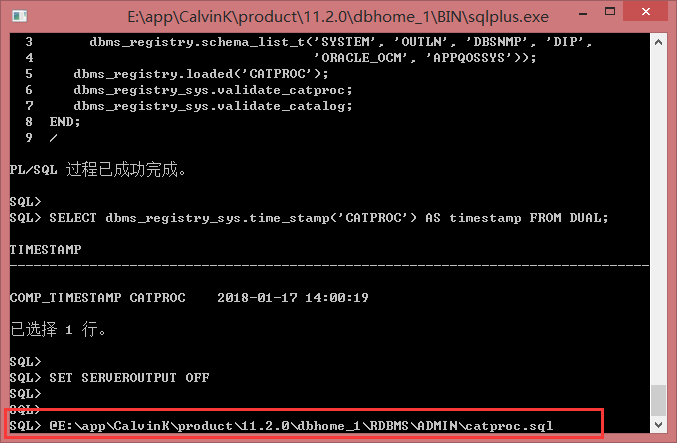 E:\app\CalvinK\product\11.2.0\dbhome_1\BIN\sqlplus.exe
3 dbms_registry.schema_list_t('SYSTEM', 'OUTLN', 'DBSNMP', 'DIP',
4 'ORACLE_OCM', 'APPQOSSYS'));
5 dbms_registry.loaded('CATPROC');
6 dbms_registry_sys.validate_catproc;
7 dbms_registry_sys.validate_catalog;
8 END;
9 /
PL/SQL 过程已成功完成。
SQL>
SQL> SELECT dbms_registry_sys.time_stamp('CATPROC') AS timestamp FROM DUAL;
TIMESTAMP
--------------------------------------------------------------------------------
COMP_TIMESTAMP CATPROC 2018-01-17 14:00:19
已选择 1 行。
SQL>
SQL> SET SERVEROUTPUT OFF
SQL>
SQL>
SQL> @E:\app\CalvinK\product\11.2.0\dbhome_1\RDBMS\ADMIN\catproc.sql